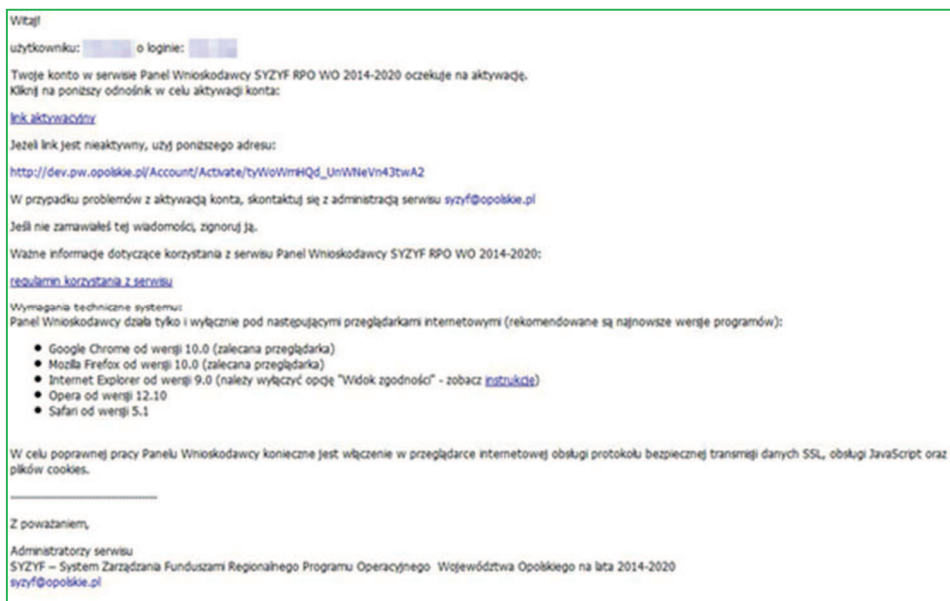 Witaj!
użytkowniku: o loginie:
Twoje konto w serwisie Panel Wnioskodawcy SYZYF RPO WO 2014-2020 oczekuje na aktywację.
Kliknij na poniższy odnośnik w celu aktywacji konta:
link aktywacyjny
Jeżeli link jest nieaktywny, użyj poniższego adresu:
http://dev.pw.opolskie.pl/Account/Activate/tyWoWmHQd_UnWNeVn43twA2
W przypadku problemów z aktywacją konta, skontaktuj się z administracją serwisu syzyf@opolskie.pl
Jeśli nie zamawiałeś tej wiadomości, zignoruj ją.
Ważne informacje dotyczące korzystania z serwisu Panel Wnioskodawcy SYZYF RPO WO 2014-2020:
regulamin korzystania z serwisu
Wymagania techniczne systemu:
Panel Wnioskodawcy działa tylko i wyłącznie pod następującymi przeglądarkami internetowymi (rekomendowane są najnowsze wersje programów):
● Google Chrome od wersji 10.0 (zalecana przeglądarka)
● Mozilla Firefox od wersji 10.0 (zalecana przeglądarka)
● Internet Explorer od wersji 9.0 (należy wyłączyć opcję "Widok zgodności" - zobacz instrukcję)
● Opera od wersji 12.10
● Safari od wersji 5.1
W celu poprawnej pracy Panelu Wnioskodawcy konieczne jest włączenie w przeglądarce internetowej obsługi protokołu bezpiecznej transmisji danych SSL, obsługi JavaScript oraz
plików cookies.
Z poważaniem,
Administratorzy serwisu
SYZYF – System Zarządzania Funduszami Regionalnego Programu Operacyjnego Województwa Opolskiego na lata 2014-2020
syzyf@opolskie.pl